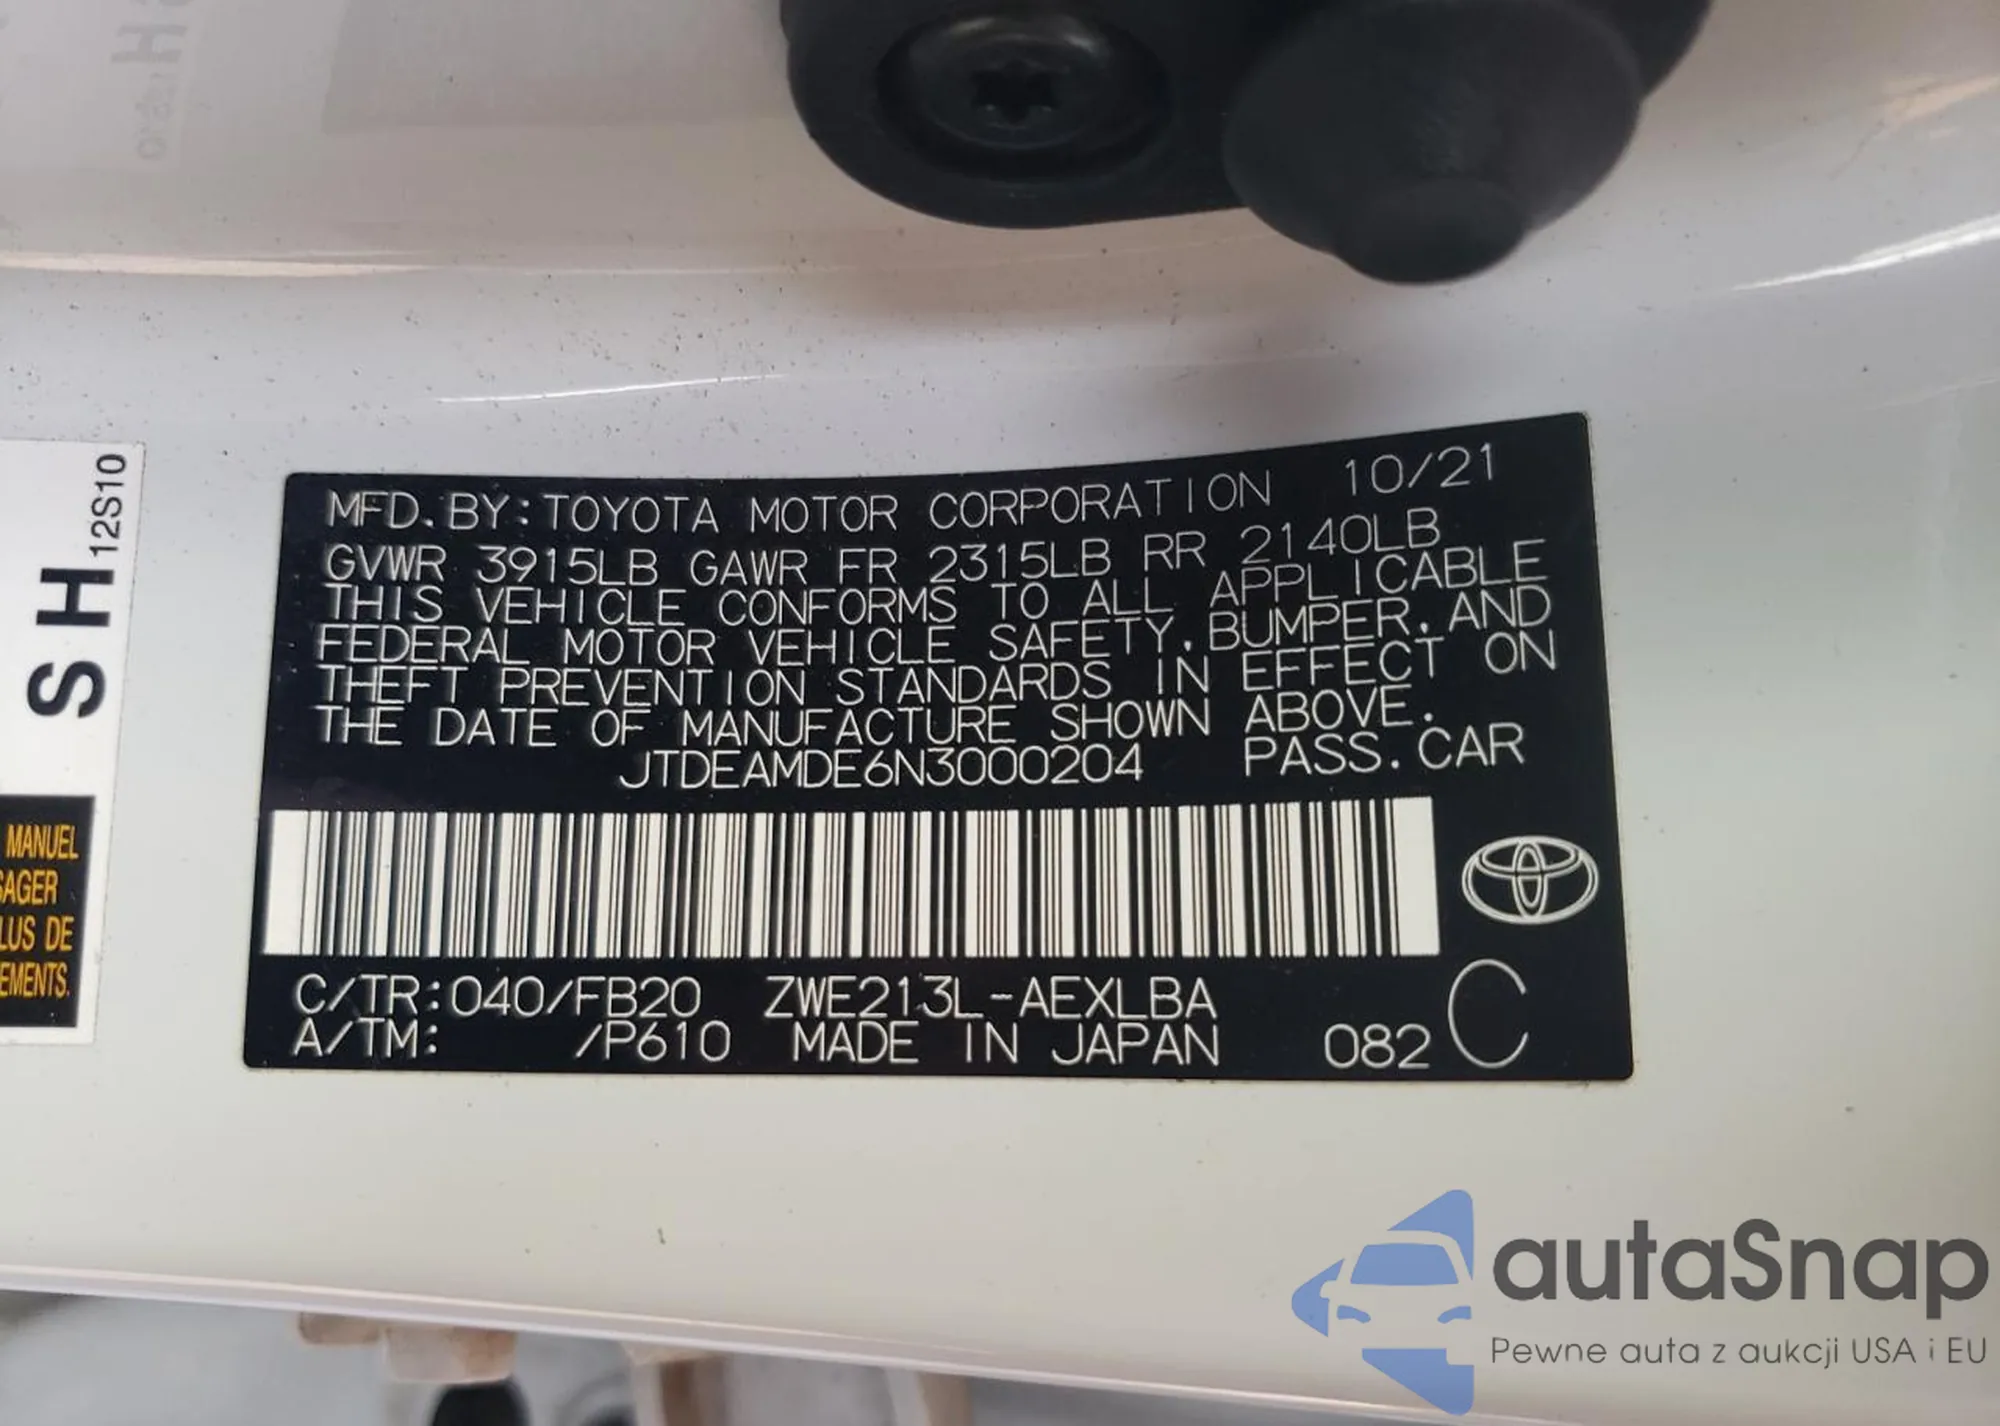 MFD. BY: TOYOTA MOTOR CORPORATION 10/21
GVWR 3915LB GAWR FR 2315LB RR 2140LB
THIS VEHICLE CONFORMS TO ALL APPLICABLE
FEDERAL MOTOR VEHICLE SAFETY, BUMPER, AND
THEFT PREVENTION STANDARDS IN EFFECT ON
THE DATE OF MANUFACTURE SHOWN ABOVE.
JTDEAMDE6N3000204 PASS. CAR
C/TR: 040/FB20 ZWE213L-AEXLBA
A/TM: /P610 MADE IN JAPAN 082 C
SH 12S10
MANUEL
LUS DE
autaSnap
Pewne auta z aukcji USA i EU